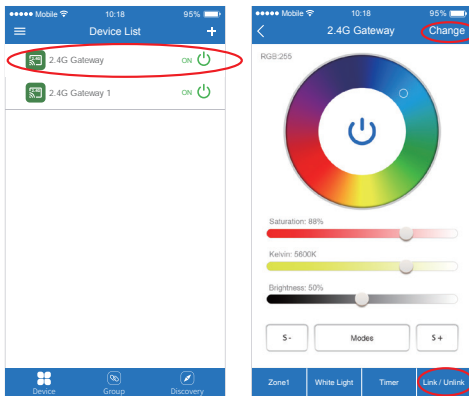 Mobile 10:18 95%
Device List +
2.4G Gateway ON
2.4G Gateway 1 ON
Device Group Discovery
Mobile 10:18 95%
2.4G Gateway Change
RGB:255
Saturation: 88%
Kelvin: 5600K
Brightness: 50%
S - Modes S +
Zone1 White Light Timer Link / Unlink